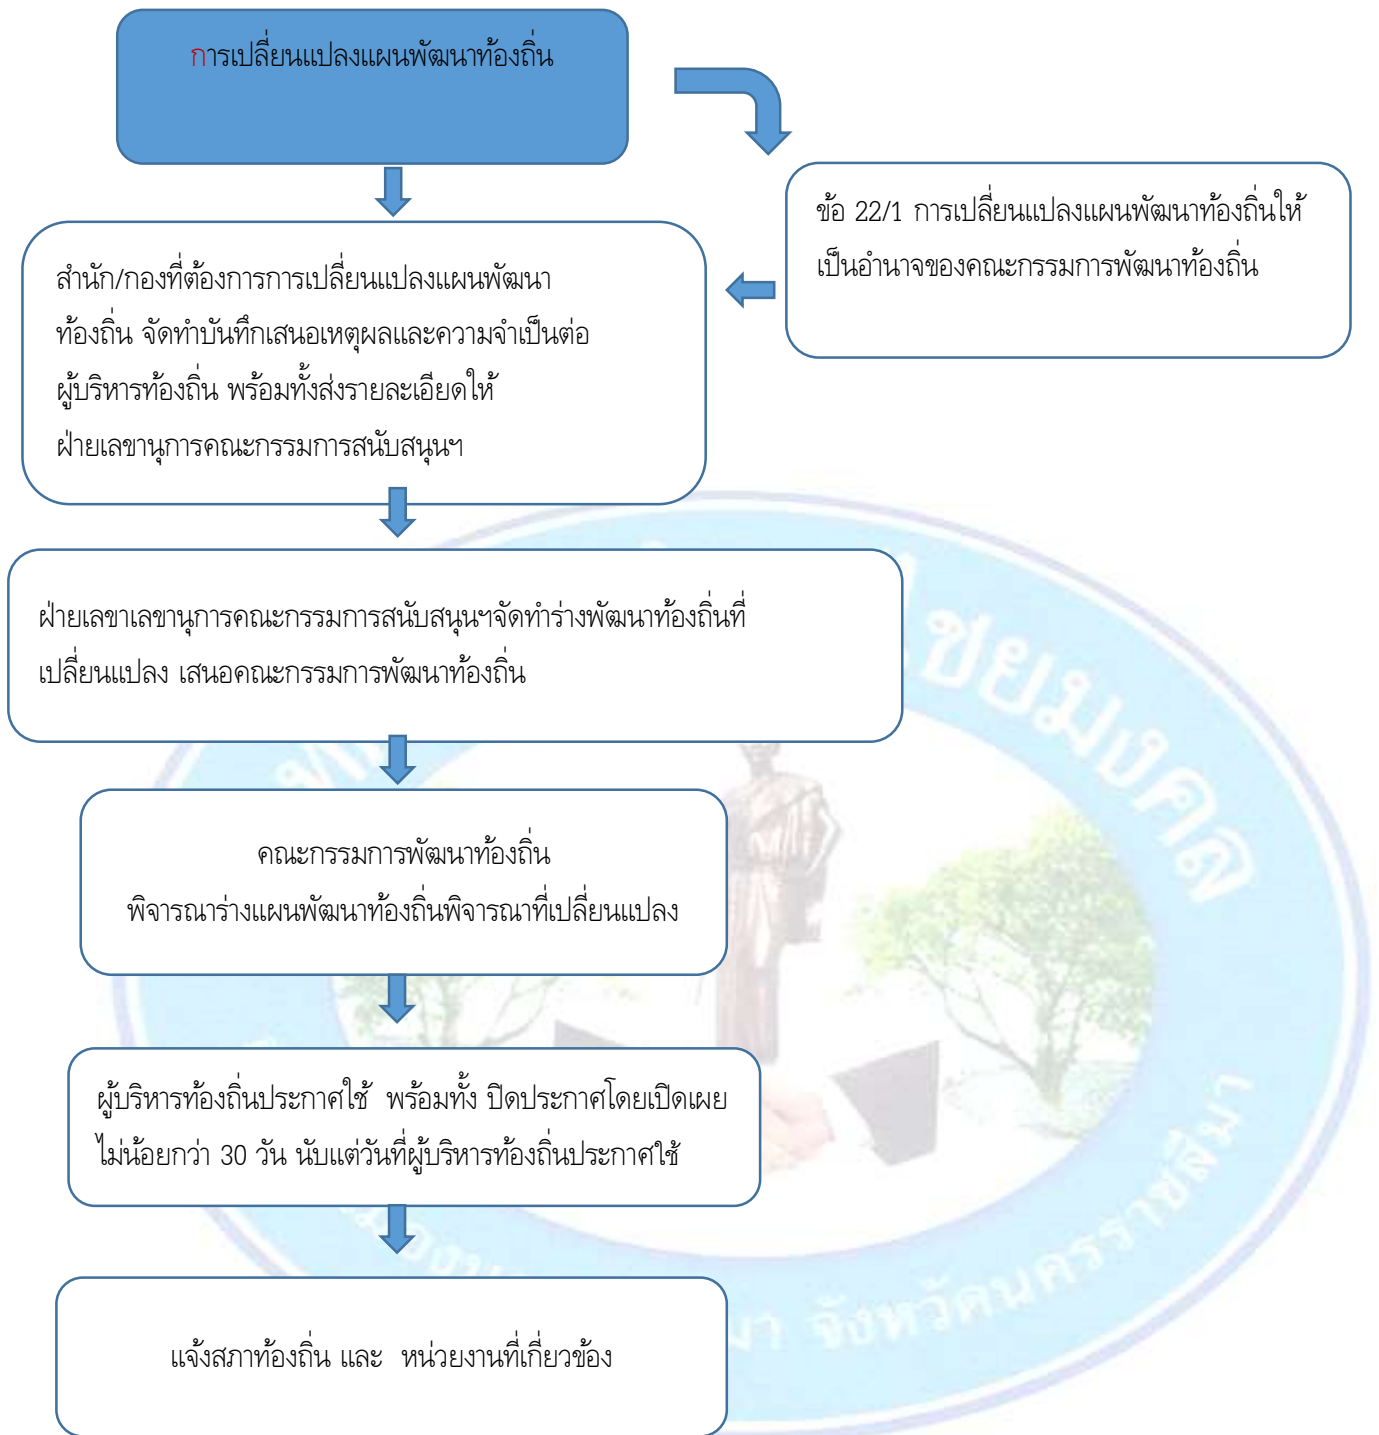 การเปลี่ยนแปลงแผนพัฒนาท้องถิ่น
ข้อ 22/1 การเปลี่ยนแปลงแผนพัฒนาท้องถิ่นให้
เป็นอำนาจของคณะกรรมการพัฒนาท้องถิ่น
สำนัก/กองที่ต้องการการเปลี่ยนแปลงแผนพัฒนา
ท้องถิ่น จัดทำบันทึกเสนอเหตุผลและความจำเป็นต่อ
ผู้บริหารท้องถิ่น พร้อมทั้งส่งรายละเอียดให้
ฝ่ายเลขานุการคณะกรรมการสนับสนุนฯ
ฝ่ายเลขาเลขานุการคณะกรรมการสนับสนุนฯจัดทำร่างพัฒนาท้องถิ่นที่
เปลี่ยนแปลง เสนอคณะกรรมการพัฒนาท้องถิ่น
คณะกรรมการพัฒนาท้องถิ่น
พิจารณาร่างแผนพัฒนาท้องถิ่นพิจารณาที่เปลี่ยนแปลง
ผู้บริหารท้องถิ่นประกาศใช้ พร้อมทั้ง ปิดประกาศโดยเปิดเผย
ไม่น้อยกว่า 30 วัน นับแต่วันที่ผู้บริหารท้องถิ่นประกาศใช้
แจ้งสภาท้องถิ่น และ หน่วยงานที่เกี่ยวข้อง
ไชยมงคล
จังหวัดนครราชสีมา